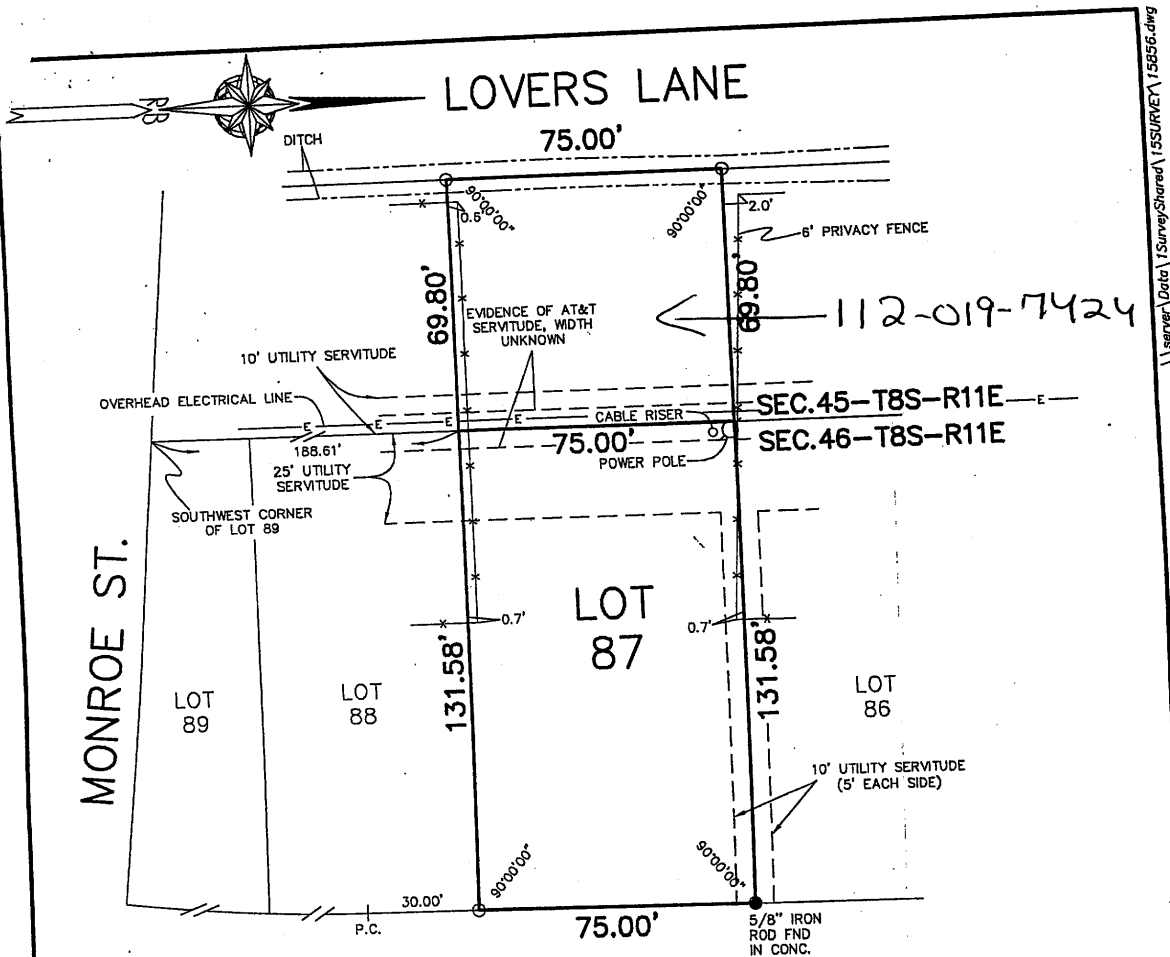 \\server\Data\1SurveyShared\15SURVEY\15856.dwg
LOVERS LANE
RB
DITCH
75.00'
90°00'00"
90°00'00"
0.6'
2.0'
6' PRIVACY FENCE
69.80'
69.80'
EVIDENCE OF AT&T
SERVITUDE, WIDTH
UNKNOWN
112-019-7424
10' UTILITY SERVITUDE
OVERHEAD ELECTRICAL LINE
E
E
E
E
CABLE RISER
SEC.45-T8S-R11E
188.61'
75.00'
SEC.46-T8S-R11E
25' UTILITY
SERVITUDE
POWER POLE
SOUTHWEST CORNER
OF LOT 89
MONROE ST.
LOT
87
0.7'
0.7'
131.58'
131.58'
LOT
89
LOT
88
LOT
86
10' UTILITY SERVITUDE
(5' EACH SIDE)
90°00'00"
90°00'00"
30.00'
P.C.
75.00'
5/8" IRON
ROD FND
IN CONC.